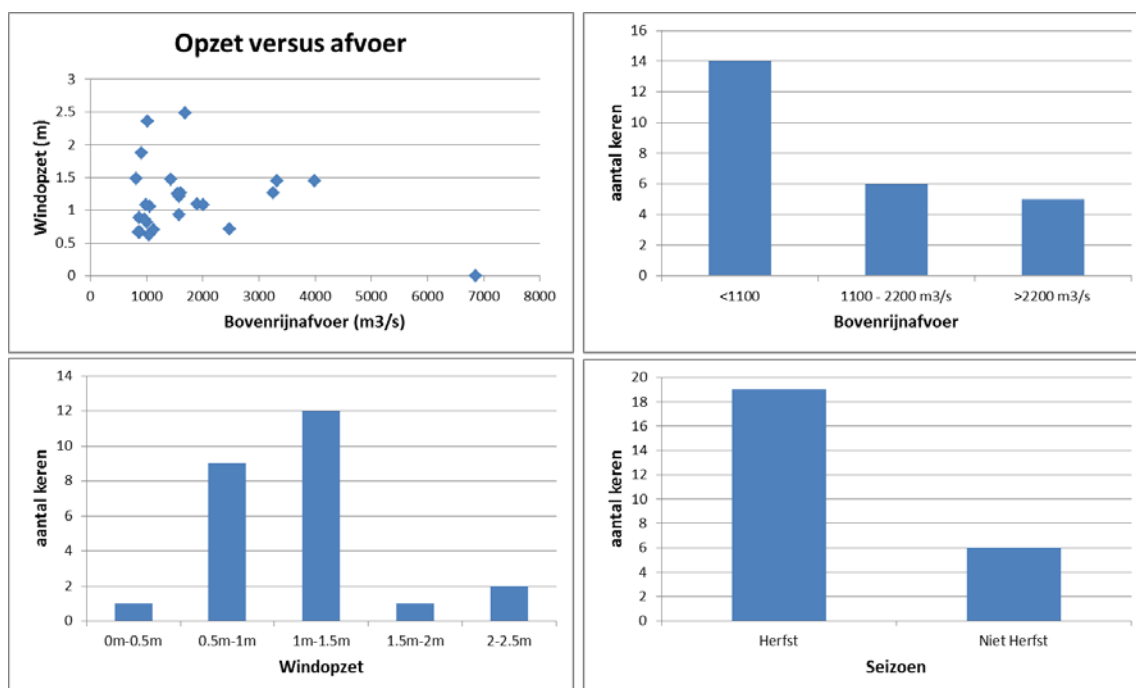 Opzet versus afvoer
Windopzet (m)
3
2.5
2
1.5
1
0.5
0
0 1000 2000 3000 4000 5000 6000 7000 8000
Bovenrijnafvoer (m3/s)
aantal keren
16
14
12
10
8
6
4
2
0
<1100 1100 - 2200 m3/s >2200 m3/s
Bovenrijnafvoer
aantal keren
14
12
10
8
6
4
2
0
0m-0.5m 0.5m-1m 1m-1.5m 1.5m-2m 2-2.5m
Windopzet
aantal keren
20
18
16
14
12
10
8
6
4
2
0
Herfst Niet Herfst
Seizoen